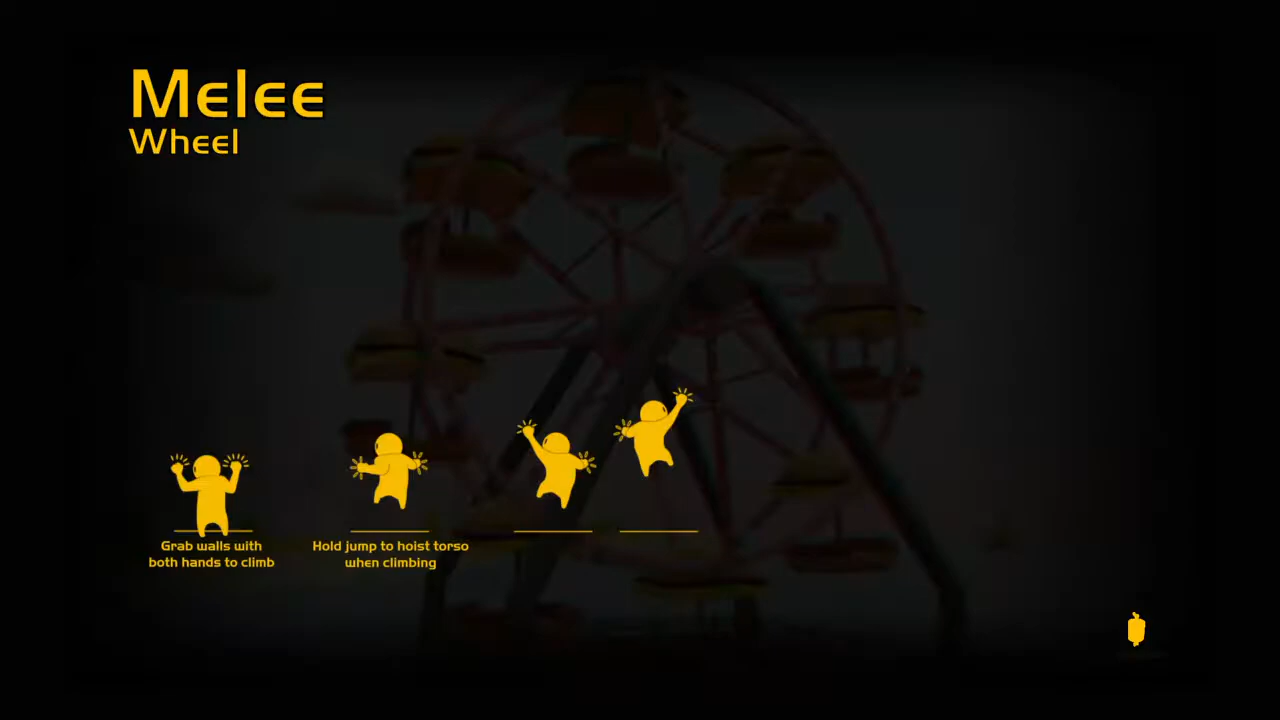 Melee
Wheel
Grab walls with
both hands to climb
Hold jump to hoist torso
when climbing